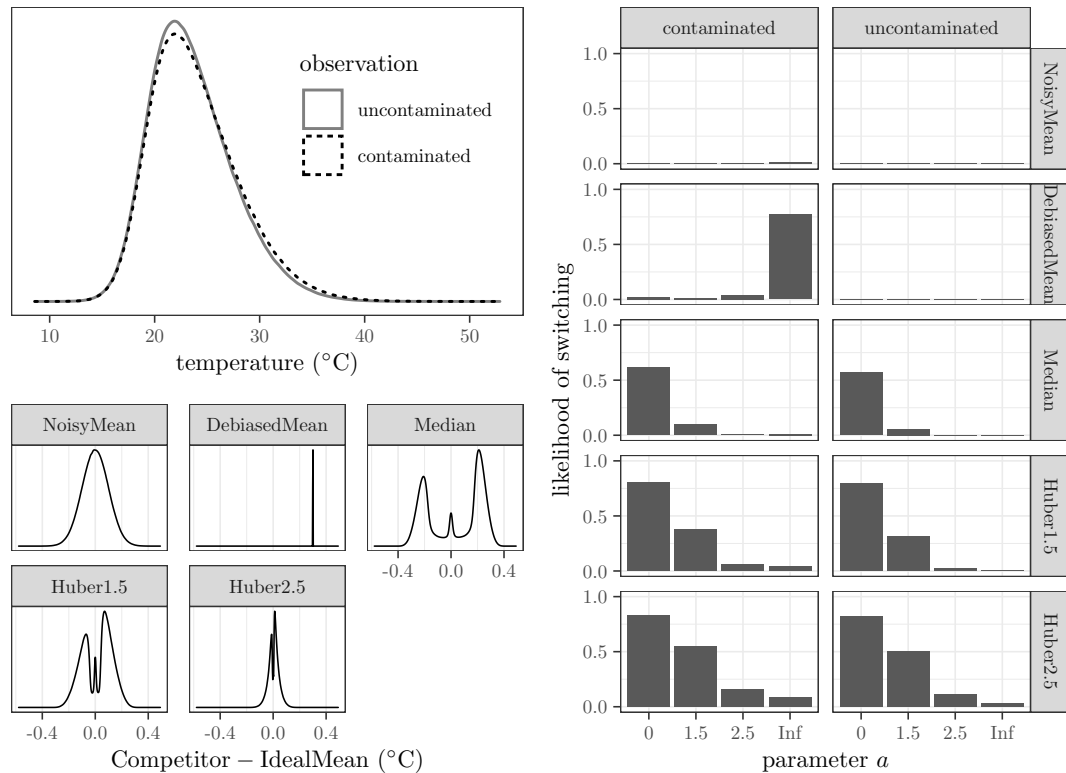 observation
uncontaminated
contaminated
10 20 30 40 50
temperature (°C)
NoisyMean DebiasedMean Median
-0.4 0.0 0.4
Huber1.5 Huber2.5
-0.4 0.0 0.4 -0.4 0.0 0.4
Competitor − IdealMean (°C)
contaminated uncontaminated
likelihood of switching
1.0
0.5
0.0
NoisyMean
1.0
0.5
0.0
DebiasedMean
1.0
0.5
0.0
Median
1.0
0.5
0.0
Huber1.5
1.0
0.5
0.0
Huber2.5
0 1.5 2.5 Inf 0 1.5 2.5 Inf
parameter a